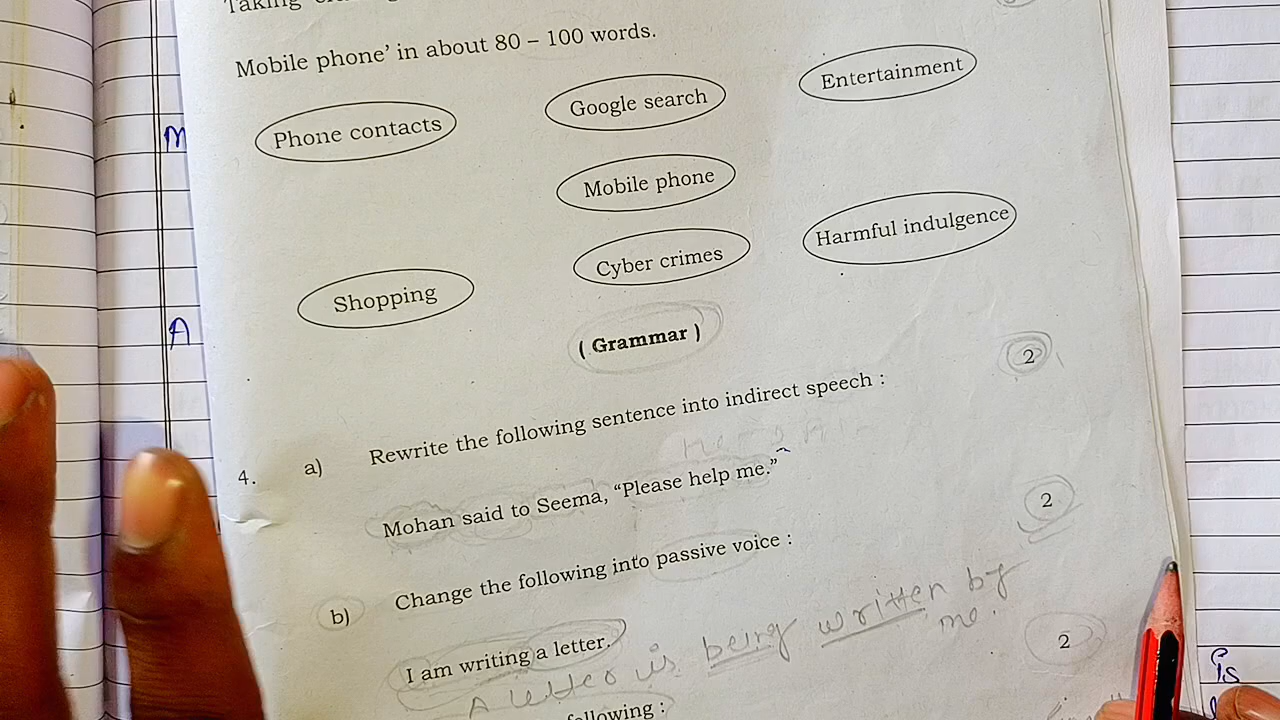 Taking
Mobile phone' in about 80 – 100 words.
Phone contacts
Google search
Entertainment
Mobile phone
Shopping
Cyber crimes
Harmful indulgence
( Grammar )
2
4. a) Rewrite the following sentence into indirect speech :
Mohan said to Seema, “Please help me.”
2
b) Change the following into passive voice :
I am writing a letter.
A letter is being written by me.
2
following :
M
A
is